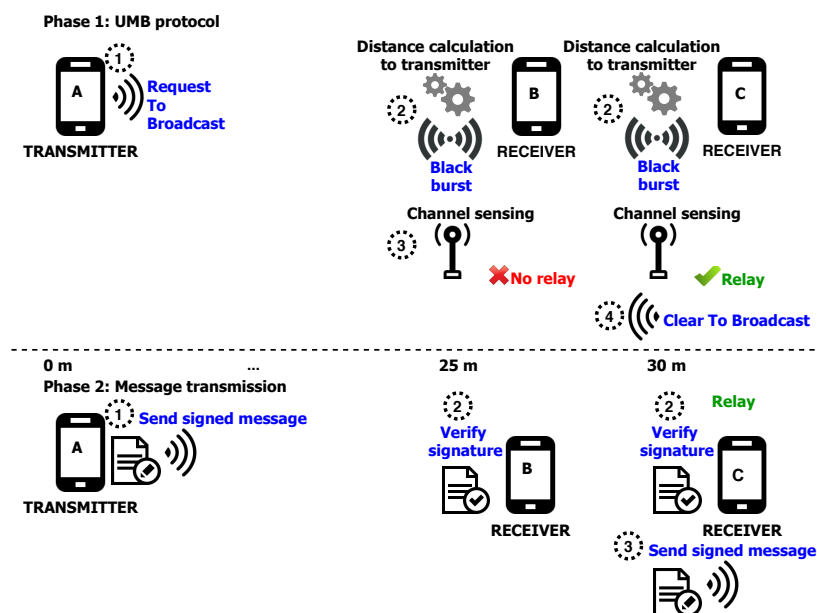 Phase 1: UMB protocol
A
1
Request
To
Broadcast
TRANSMITTER
Distance calculation
to transmitter
2
B
RECEIVER
Black
burst
Distance calculation
to transmitter
2
C
RECEIVER
Black
burst
Channel sensing
3
No relay
Channel sensing
Relay
4
Clear To Broadcast
0 m
...
25 m
30 m
Phase 2: Message transmission
A
1
Send signed message
TRANSMITTER
2
Verify
signature
B
RECEIVER
2
Relay
Verify
signature
C
RECEIVER
3
Send signed message